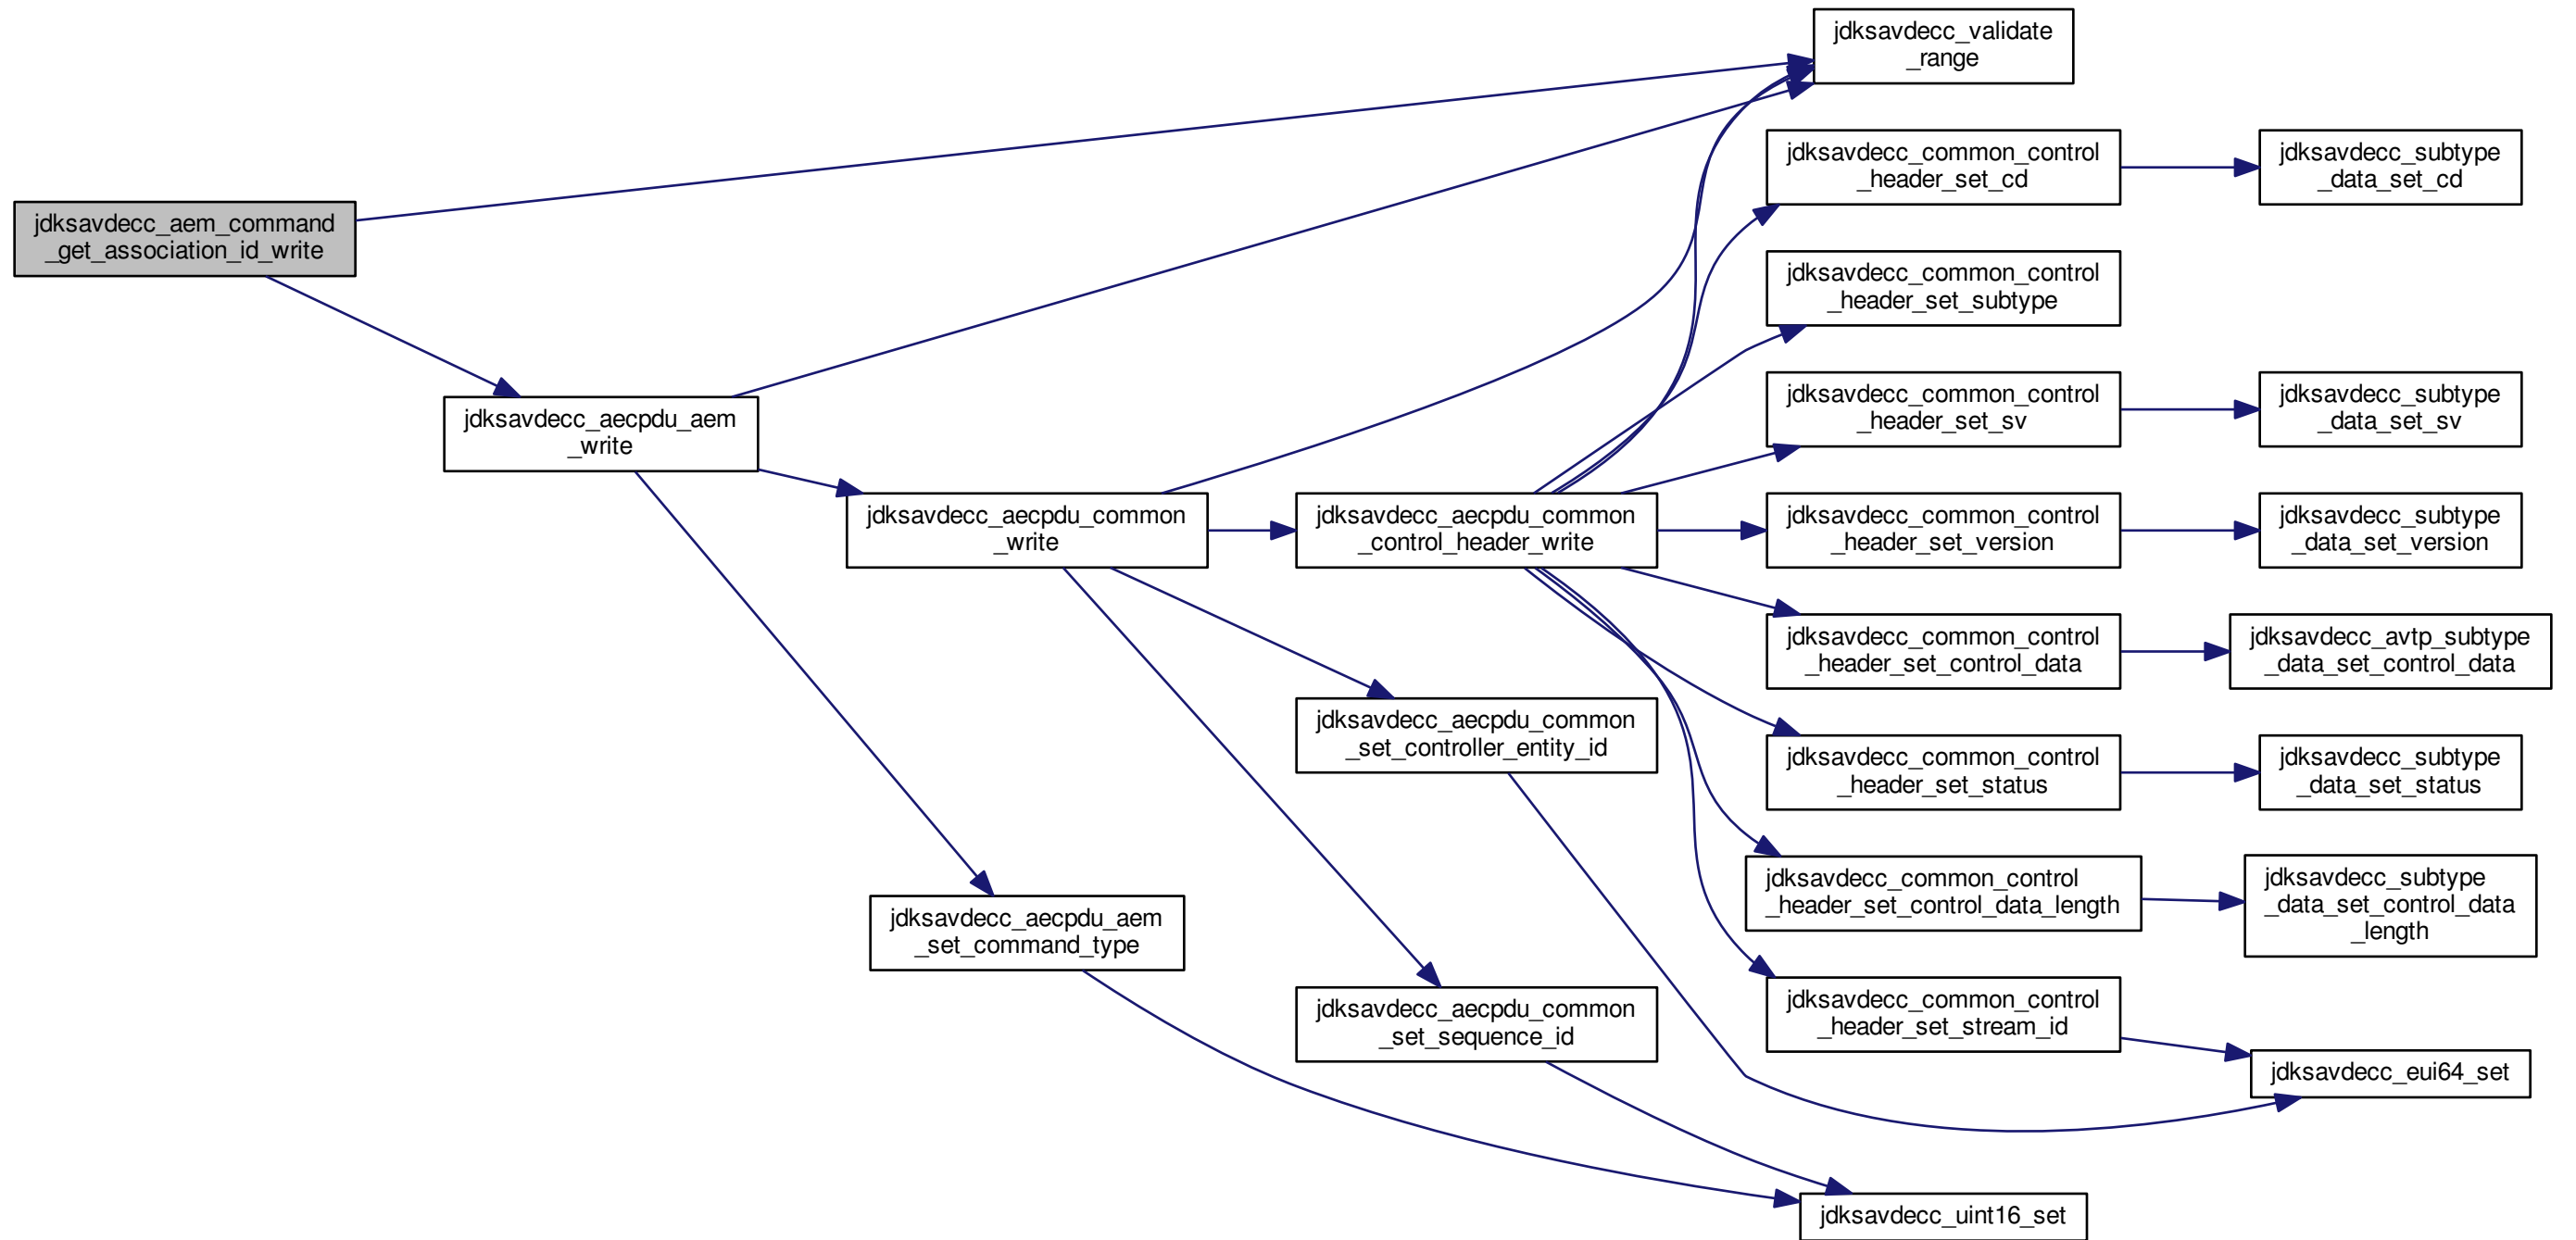 jdksavdecc_aem_command
_get_association_id_write
jdksavdecc_aecpdu_aem
_write
jdksavdecc_aecpdu_common
_write
jdksavdecc_aecpdu_aem
_set_command_type
jdksavdecc_aecpdu_common
_control_header_write
jdksavdecc_aecpdu_common
_set_controller_entity_id
jdksavdecc_aecpdu_common
_set_sequence_id
jdksavdecc_validate
_range
jdksavdecc_common_control
_header_set_cd
jdksavdecc_common_control
_header_set_subtype
jdksavdecc_common_control
_header_set_sv
jdksavdecc_common_control
_header_set_version
jdksavdecc_common_control
_header_set_control_data
jdksavdecc_common_control
_header_set_status
jdksavdecc_common_control
_header_set_control_data_length
jdksavdecc_common_control
_header_set_stream_id
jdksavdecc_uint16_set
jdksavdecc_subtype
_data_set_cd
jdksavdecc_subtype
_data_set_sv
jdksavdecc_subtype
_data_set_version
jdksavdecc_avtp_subtype
_data_set_control_data
jdksavdecc_subtype
_data_set_status
jdksavdecc_subtype
_data_set_control_data
_length
jdksavdecc_eui64_set